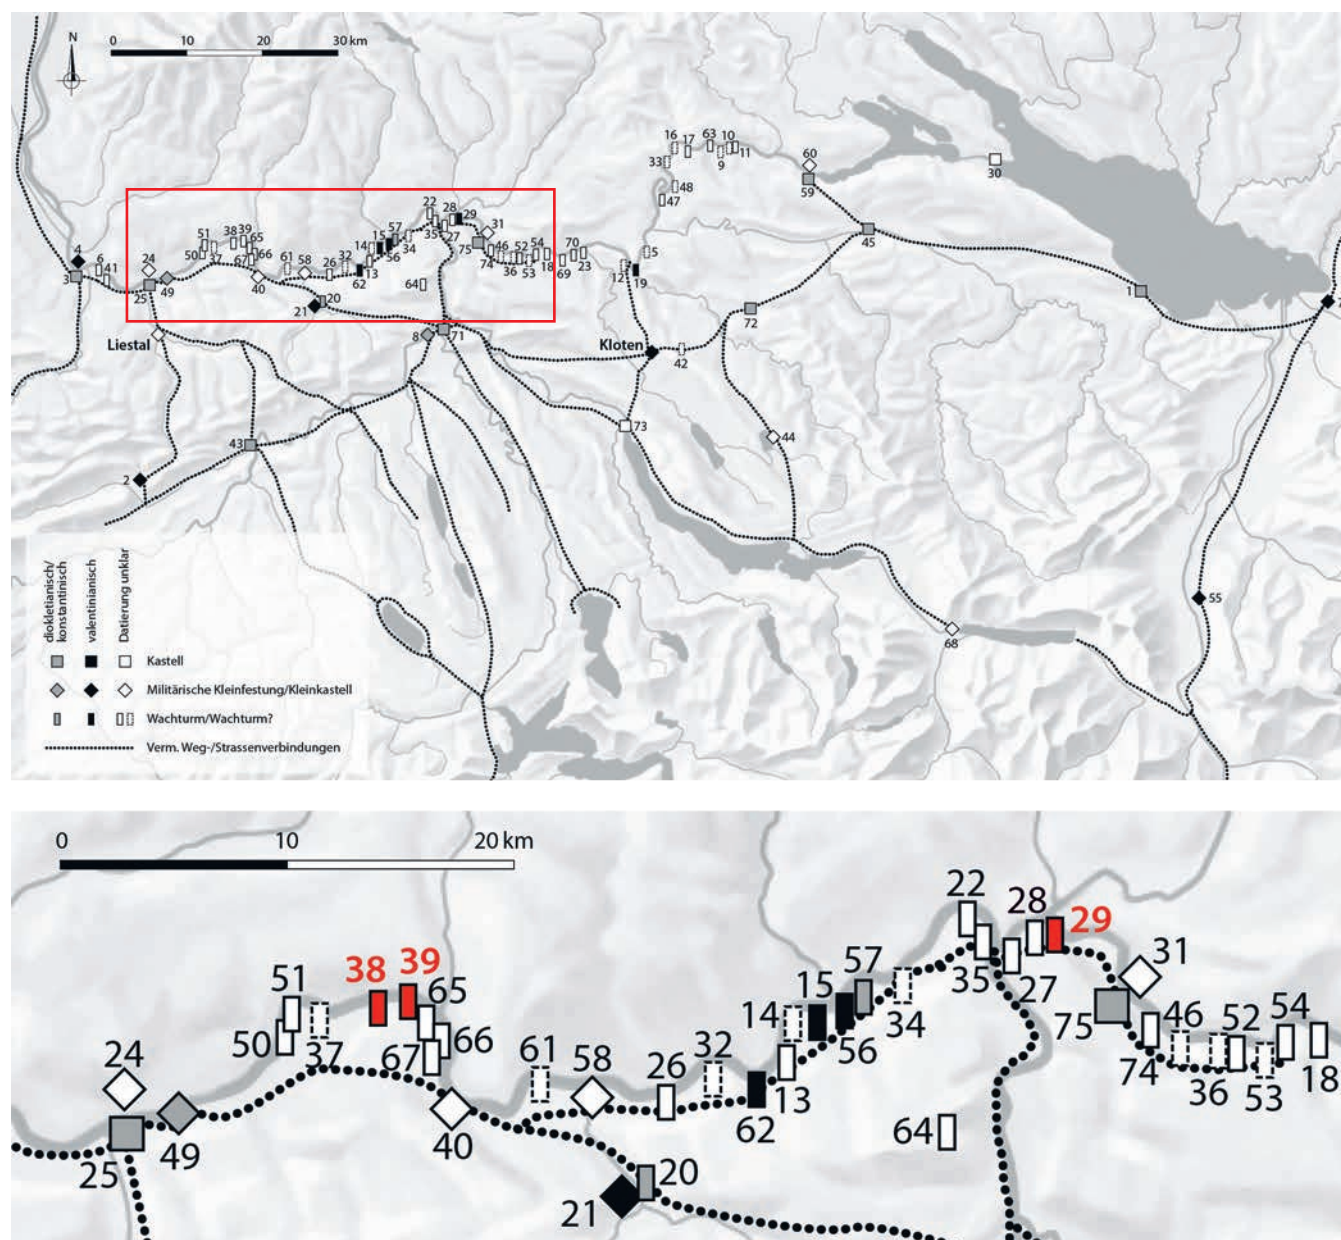 N
0 10 20 30 km
16 63 10
17 9 11
33
60
59
30
48
47
22 28 29
38 39
51
65
50 37 66
67
57
15
14
35 27
34
31
45
75
46 52 54 70
74 36 53 18 69 23
5
12 19
4 6
3 41
24
25 49
61 58 32
40 26 62 13 56
64
21 20
1
7
Liestal
8 71
Kloten
42
72
73
44
43
2
55
68
diokletianisch/
konstantinisch
valentinianisch
Datierung unklar
Kastell
Militärische Kleinfestung/Kleinkastell
Wachturm/Wachturm?
Verm. Weg-/Strassenverbindungen
0 10 20 km
22 28 29
51 38 39 65
57
15
14
35 27
31
50 37 67 66
34
75
46 52 54
24
61 58 26 32
56
13
74 36 53 18
25 49
40
62
64
20
21